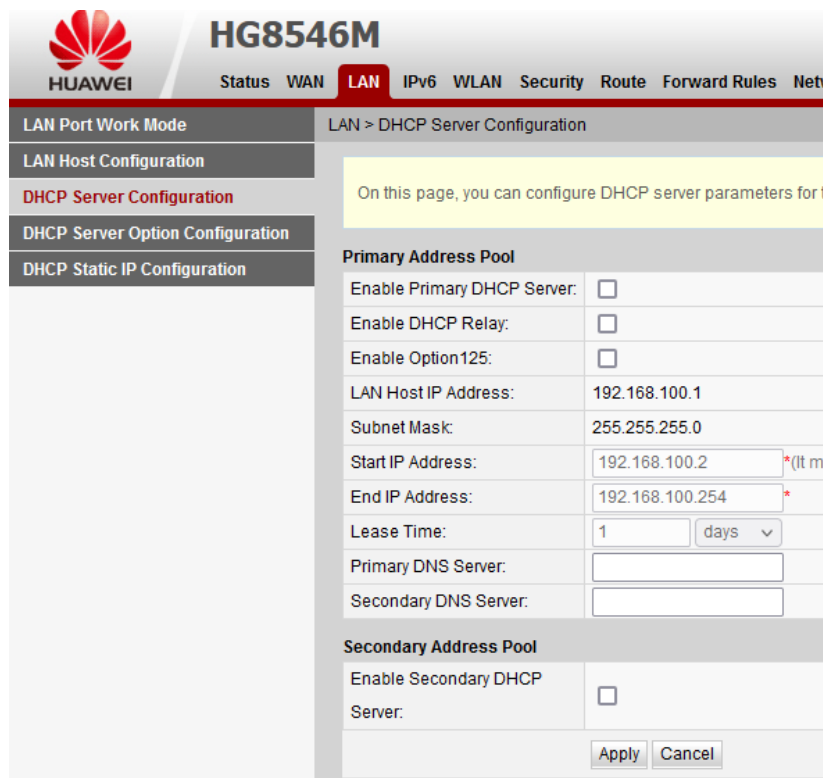 HG8546M
HUAWEI
Status WAN LAN IPv6 WLAN Security Route Forward Rules
LAN Port Work Mode
LAN Host Configuration
DHCP Server Configuration
DHCP Server Option Configuration
DHCP Static IP Configuration
LAN > DHCP Server Configuration
On this page, you can configure DHCP server parameters for
Primary Address Pool
Enable Primary DHCP Server:
Enable DHCP Relay:
Enable Option125:
LAN Host IP Address: 192.168.100.1
Subnet Mask: 255.255.255.0
Start IP Address: 192.168.100.2 *(It
End IP Address: 192.168.100.254 *
Lease Time: 1 days
Primary DNS Server:
Secondary DNS Server:
Secondary Address Pool
Enable Secondary DHCP
Server:
Apply Cancel